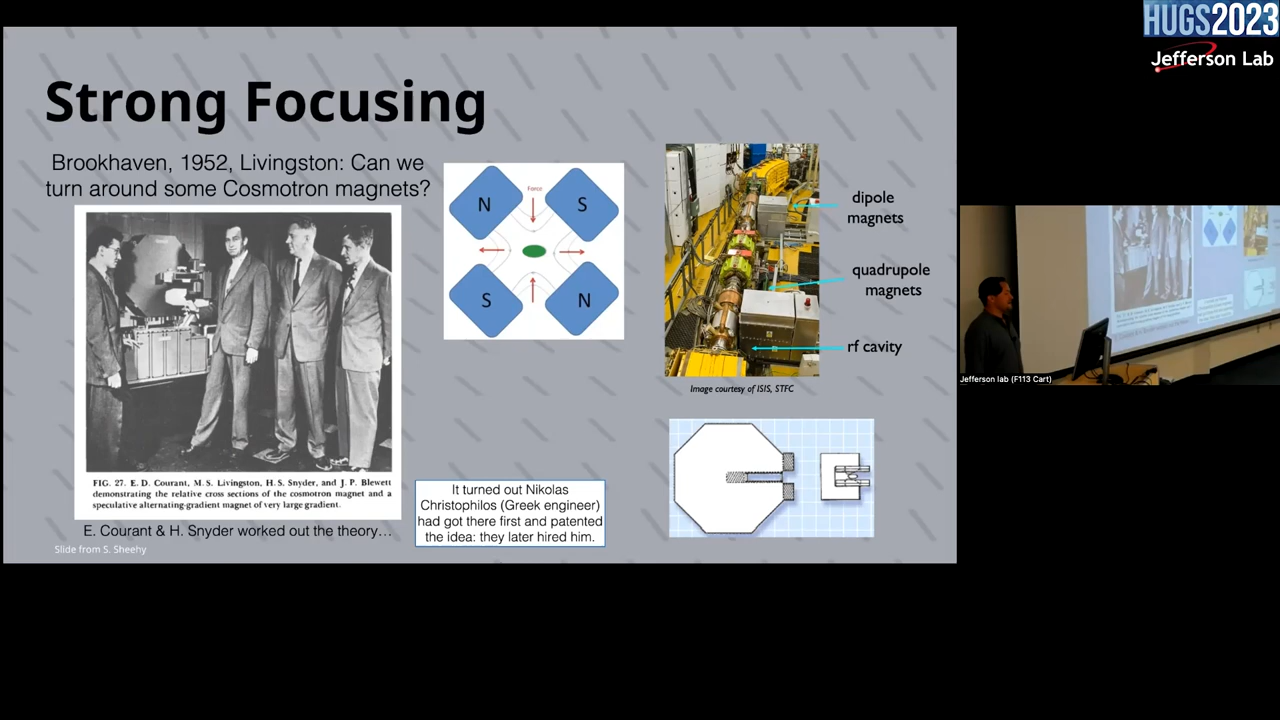 HUGS2023
Jefferson Lab
Strong Focusing
Brookhaven, 1952, Livingston: Can we
turn around some Cosmotron magnets?
FIG. 27. E. D. Courant, M. S. Livingston, H. S. Snyder, and J. P. Blewett
demonstrating the relative cross sections of the cosmotron magnet and a
speculative alternating-gradient magnet of very large gradient.
E. Courant & H. Snyder worked out the theory…
Slide from S. Sheehy
N
S
Force
S
N
It turned out Nikolas
Christophilos (Greek engineer)
had got there first and patented
the idea: they later hired him.
dipole
magnets
quadrupole
magnets
rf cavity
Image courtesy of ISIS, STFC
Jefferson lab (F113 Cart)